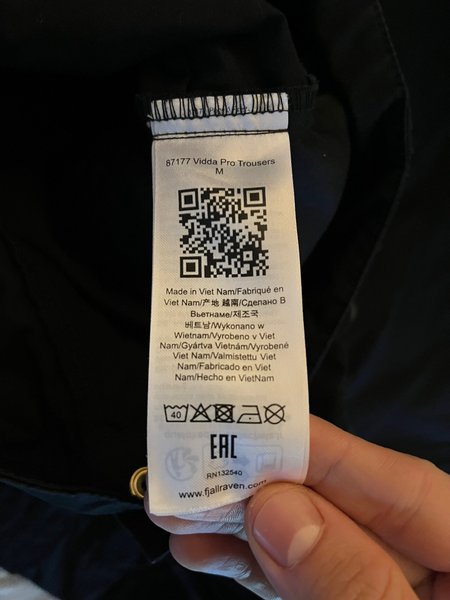 87177 Vidda Pro Trousers
M
Made in Viet Nam/Fabriqué en
Viet Nam/产地 越南/Сделано В
Вьетнаме/제조국
베트남/Wykonano w
Wietnam/Vyrobeno v Viet
Nam/Gyártva Vietnám/Vyrobené
Viet Nam/Valmistettu Viet
Nam/Fabricado en Viet
Nam/Hecho en VietNam
40
EAC
RN132540
www.fjallraven.com